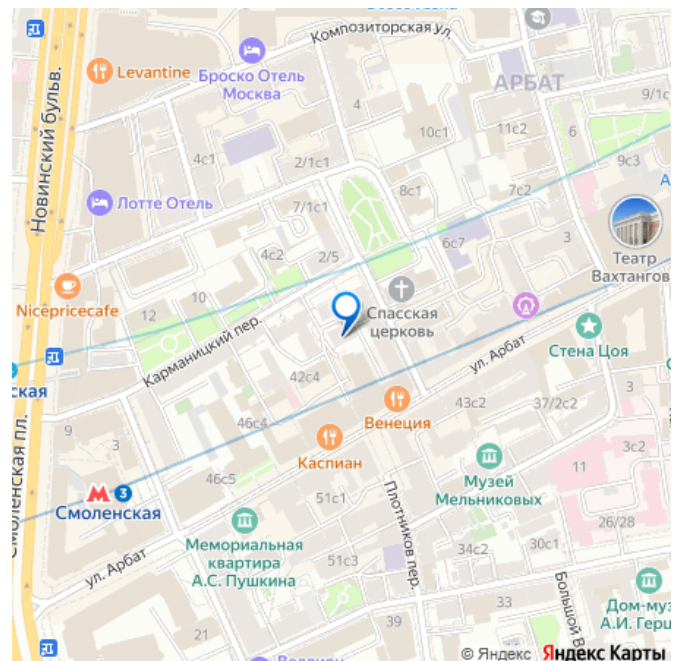 Композиторская ул.
Levantine
Броско Отель
Москва
АРБАТ
9/1с
4
10с1
11с2
6
4с1
2/1с1
9с3
Новинский бульв.
Лотте Отель
8с1
7с2
А
7/1с1
6с7
3
4с2
2/5
Театр
Вахтангов
Nicepricecafe
12
10
Спасская
церковь
Карманицкий пер.
ул. Арбат
Стена Цоя
ская
42с4
Венеция
43с2
37/2с2
9
3
46с4
Каспиан
3с2
Смоленская пл.
46с5
Музей
Мельниковых
11
3
Смоленская
51с1
Плотников пер.
26/28
Мемориальная
квартира
А.С. Пушкина
ул. Арбат
51с3
34с2
30с1
Большой В
33
Дом-муз
А.И. Герц
21
39
© Яндекс Яндекс Карты